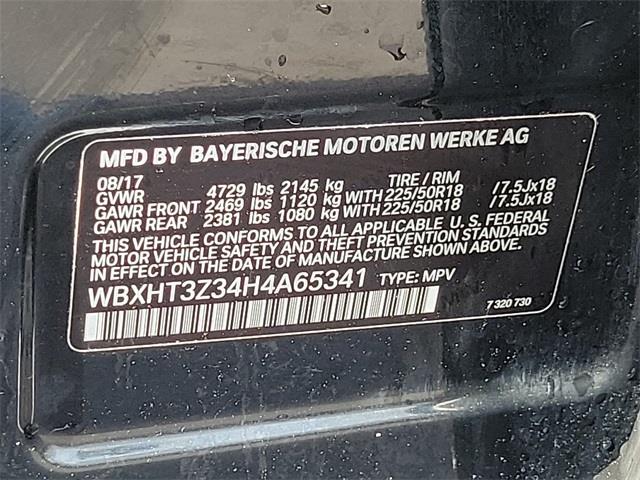 MFD BY BAYERISCHE MOTOREN WERKE AG
08/17 TIRE / RIM
GVWR 4729 lbs 2145 kg
GAWR FRONT 2469 lbs 1120 kg WITH 225/50R18 /7.5Jx18
GAWR REAR 2381 lbs 1080 kg WITH 225/50R18 /7.5Jx18
THIS VEHICLE CONFORMS TO ALL APPLICABLE U.S. FEDERAL
MOTOR VEHICLE SAFETY AND THEFT PREVENTION STANDARDS
IN EFFECT ON THE DATE OF MANUFACTURE SHOWN ABOVE.
WBXHT3Z34H4A65341 TYPE: MPV
7 320 730